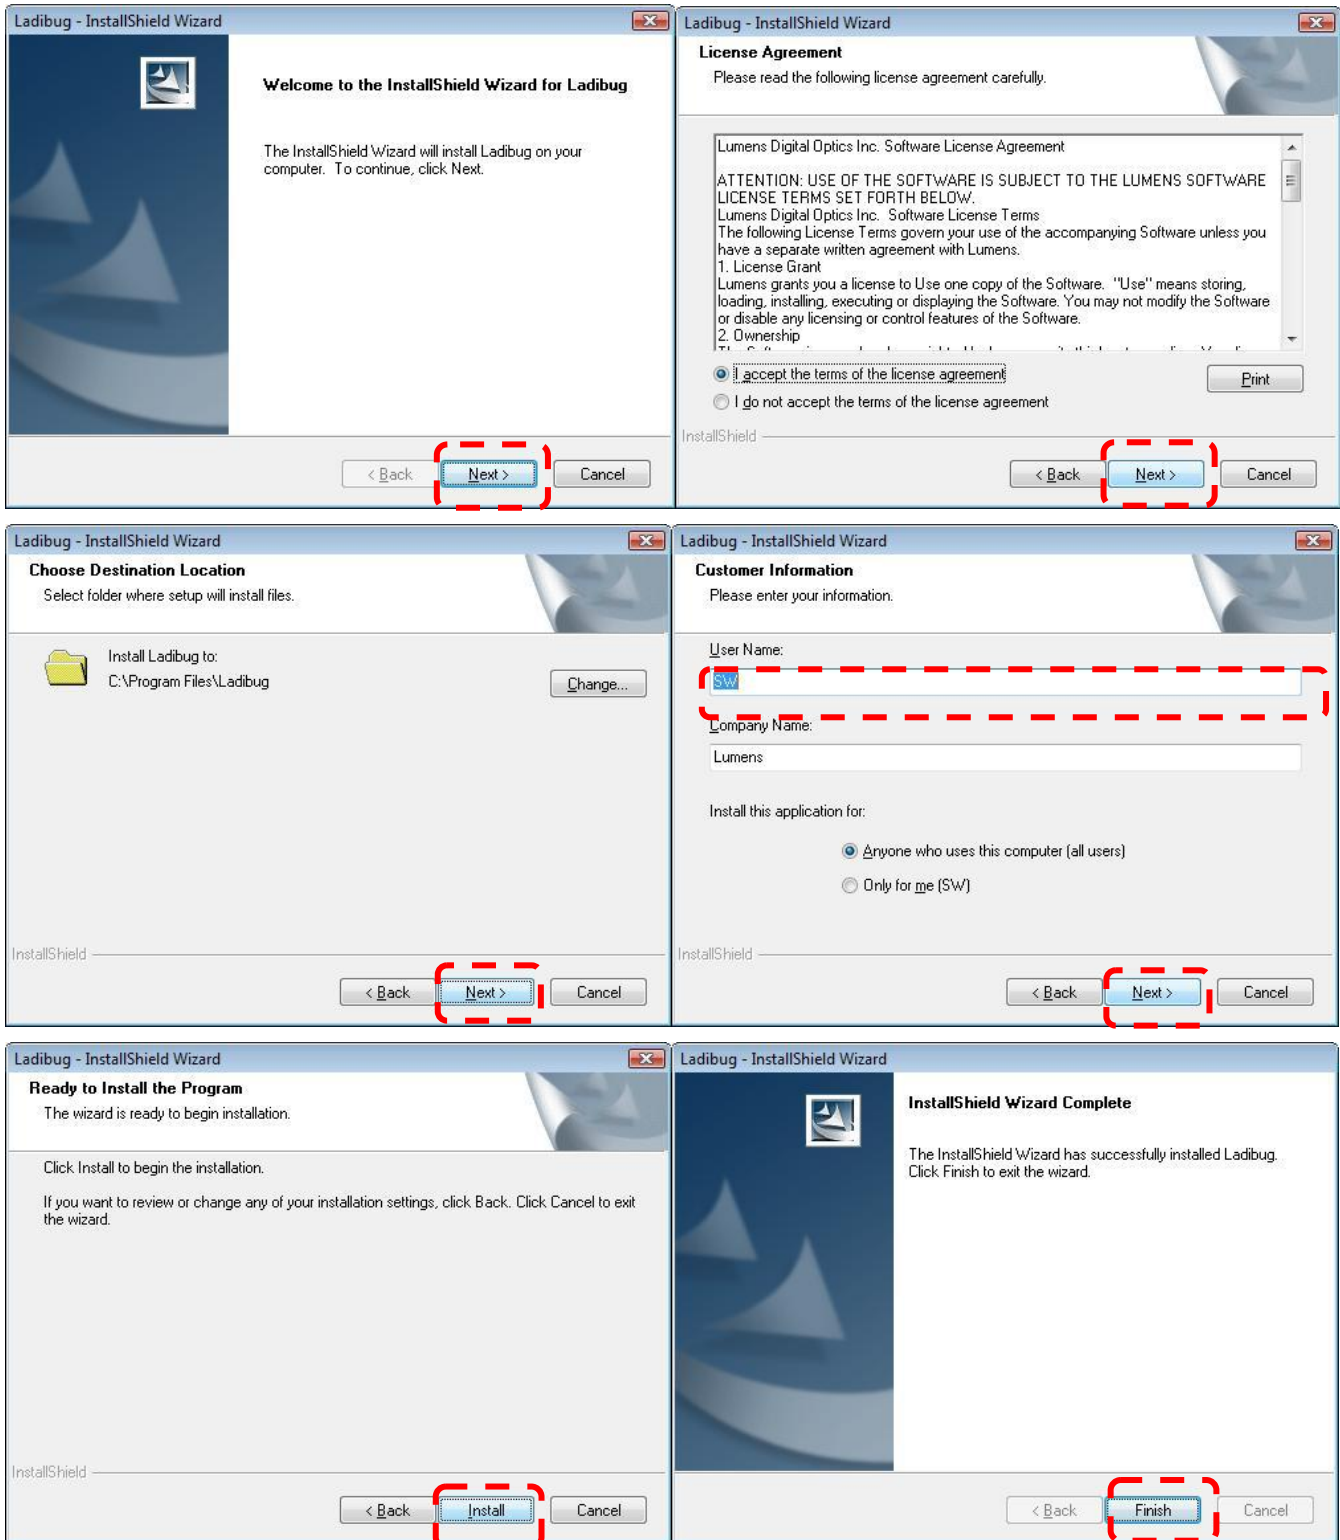 Ladibug - InstallShield Wizard
Welcome to the InstallShield Wizard for Ladibug
The InstallShield Wizard will install Ladibug on your
computer. To continue, click Next.
< Back
Next >
Cancel
Ladibug - InstallShield Wizard
License Agreement
Please read the following license agreement carefully.
Lumens Digital Optics Inc. Software License Agreement
ATTENTION: USE OF THE SOFTWARE IS SUBJECT TO THE LUMENS SOFTWARE
LICENSE TERMS SET FORTH BELOW.
Lumens Digital Optics Inc. Software License Terms
The following License Terms govern your use of the accompanying Software unless you
have a separate written agreement with Lumens.
1. License Grant
Lumens grants you a license to Use one copy of the Software. "Use" means storing,
loading, installing, executing or displaying the Software. You may not modify the Software
or disable any licensing or control features of the Software.
2. Ownership
I accept the terms of the license agreement
Print
I do not accept the terms of the license agreement
InstallShield
< Back
Next >
Cancel
Ladibug - InstallShield Wizard
Choose Destination Location
Select folder where setup will install files.
Install Ladibug to:
C:\Program Files\Ladibug
Change...
InstallShield
< Back
Next >
Cancel
Ladibug - InstallShield Wizard
Customer Information
Please enter your information.
User Name:
SW
Company Name:
Lumens
Install this application for:
Anyone who uses this computer (all users)
Only for me (SW)
InstallShield
< Back
Next >
Cancel
Ladibug - InstallShield Wizard
Ready to Install the Program
The wizard is ready to begin installation.
Click Install to begin the installation.
If you want to review or change any of your installation settings, click Back. Click Cancel to exit
the wizard.
InstallShield
< Back
Install
Cancel
Ladibug - InstallShield Wizard
InstallShield Wizard Complete
The InstallShield Wizard has successfully installed Ladibug.
Click Finish to exit the wizard.
< Back
Finish
Cancel